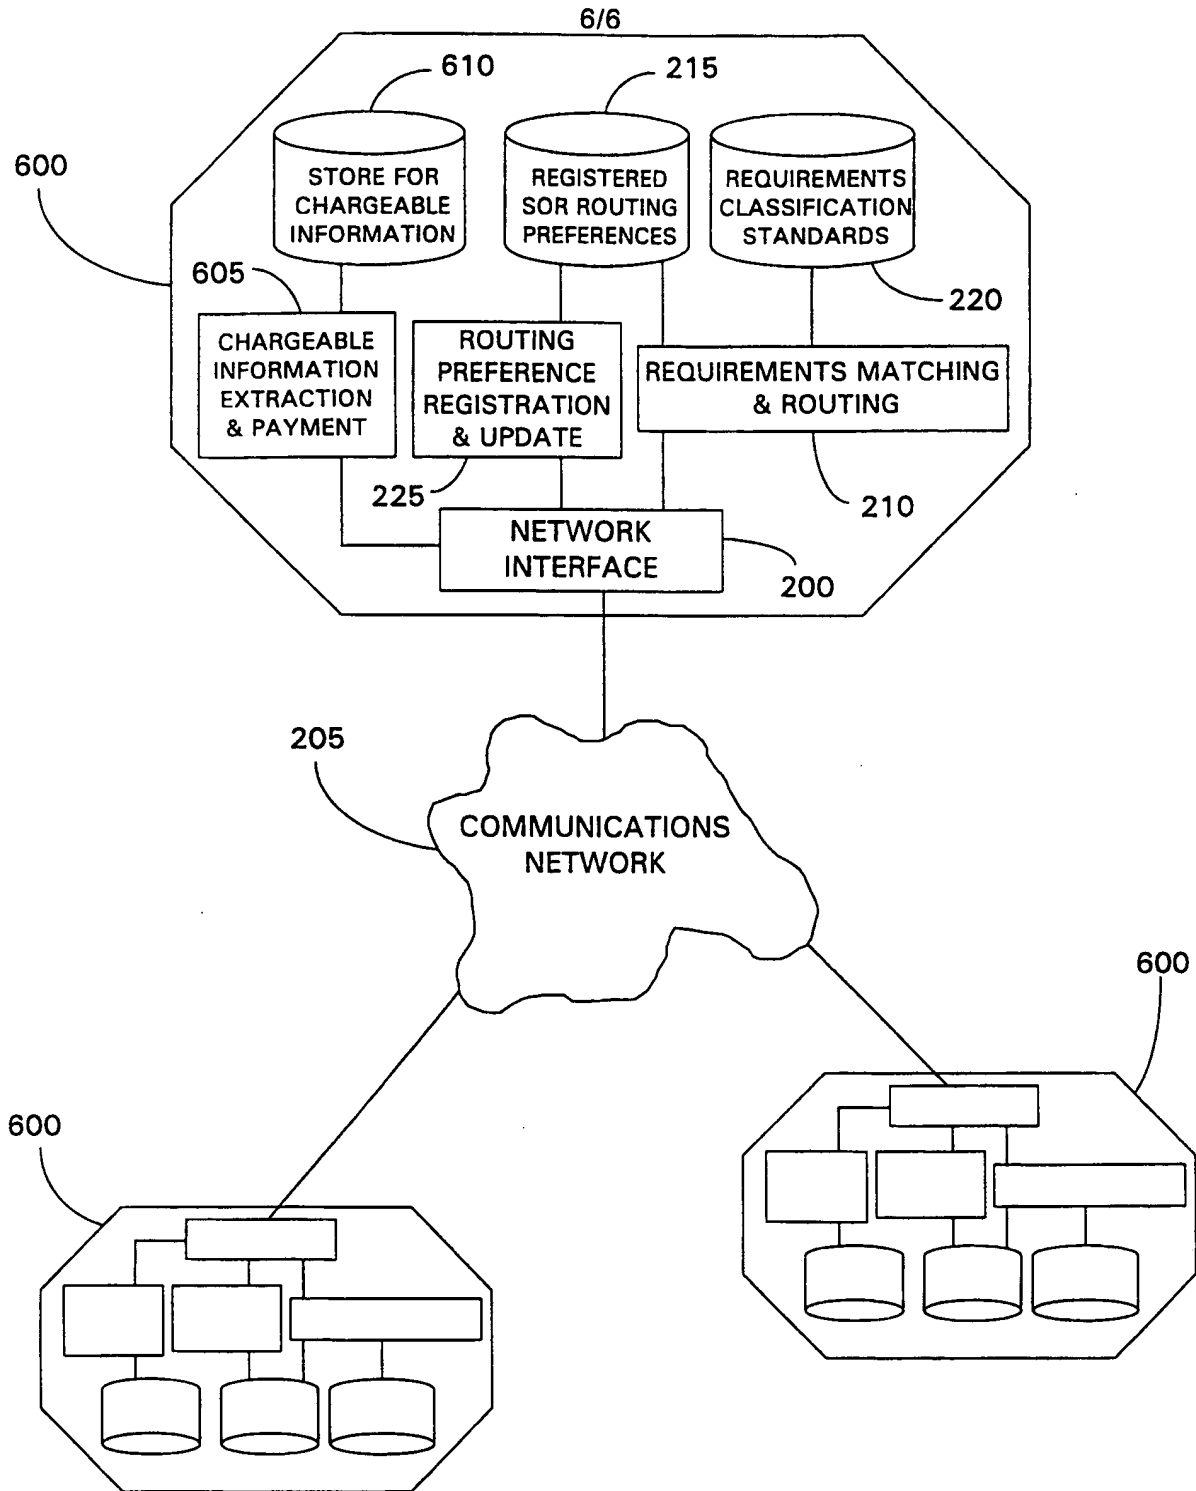 6/6
610
215
600
STORE FOR
CHARGEABLE
INFORMATION
REGISTERED
SOR ROUTING
PREFERENCES
REQUIREMENTS
CLASSIFICATION
STANDARDS
605
220
CHARGEABLE
INFORMATION
EXTRACTION
& PAYMENT
ROUTING
PREFERENCE
REGISTRATION
& UPDATE
REQUIREMENTS MATCHING
& ROUTING
225
210
NETWORK
INTERFACE
200
205
COMMUNICATIONS
NETWORK
600
600